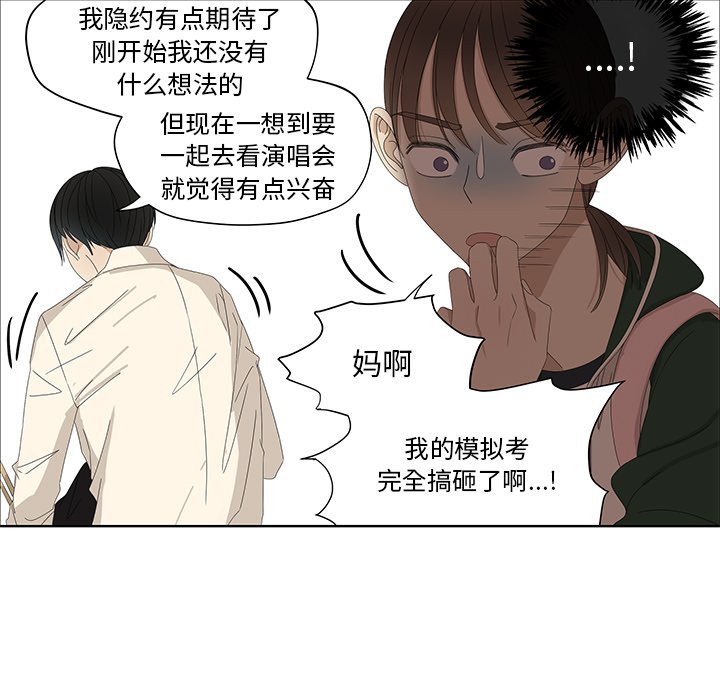 我隐约有点期待了
刚开始我还没有
什么想法的
但现在一想到要
一起去看演唱会
就觉得有点兴奋
....!
妈啊
我的模拟考
完全搞砸了啊...!